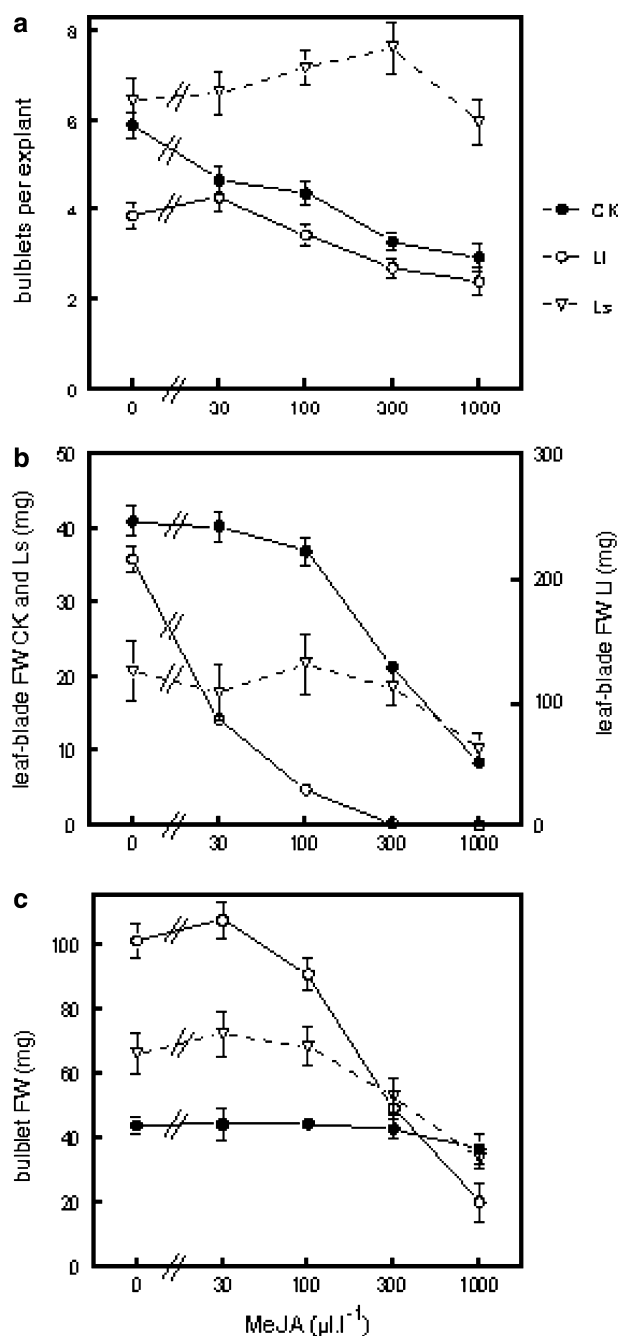 a
8
6
4
2
0
bulblets per explant
0 30 100 300 1000
CK
Ll
Ls
b
50
40
30
20
10
0
leaf-blade FW CK and Ls (mg)
300
200
100
0
leaf-blade FW Ll (mg)
0 30 100 300 1000
c
100
80
60
40
20
0
bulblet FW (mg)
0 30 100 300 1000
MeJA (µl.l⁻¹)